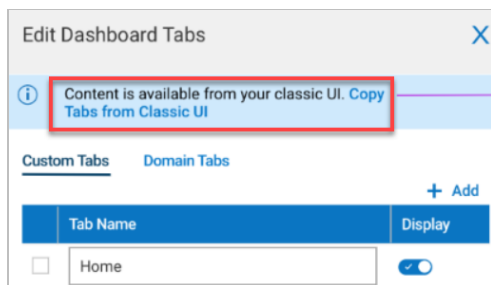 Edit Dashboard Tabs X
Content is available from your classic UI. Copy
Tabs from Classic UI
Custom Tabs Domain Tabs
+ Add
Tab Name Display
Home